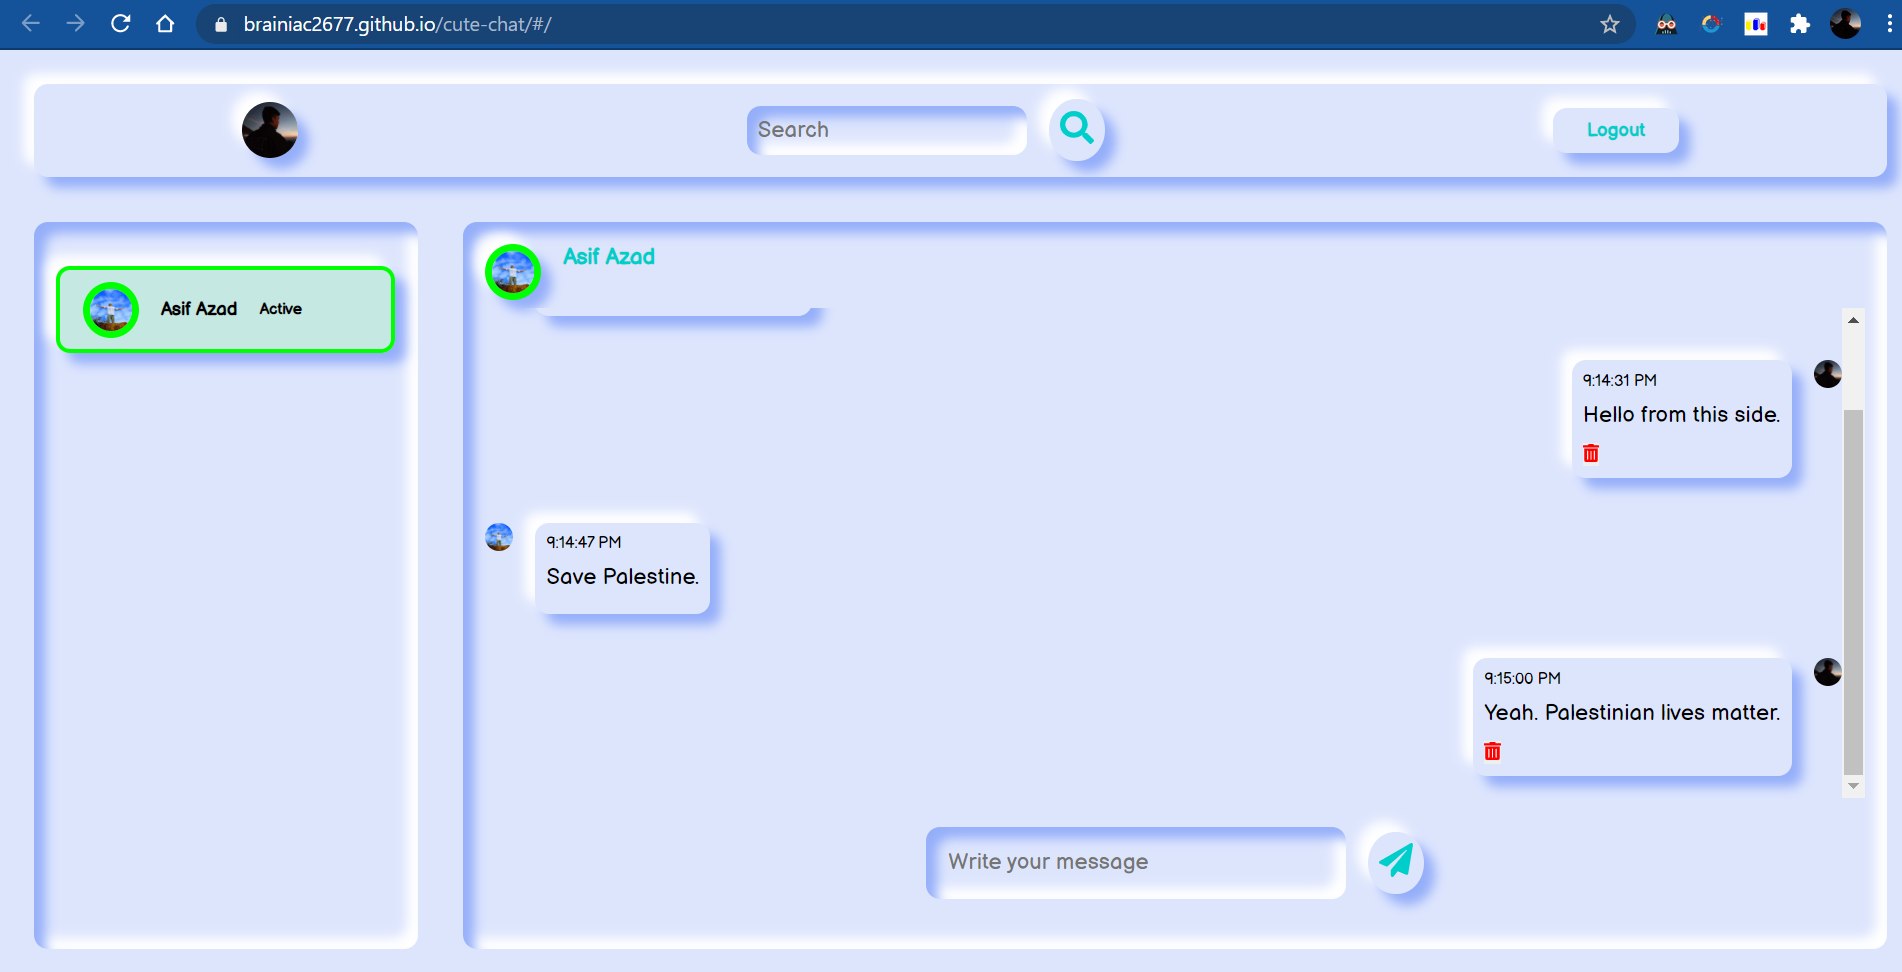 brainiac2677.github.io/cute-chat/#/
Search
Logout
Asif Azad
Active
Asif Azad
9:14:31 PM
Hello from this side.
9:14:47 PM
Save Palestine.
9:15:00 PM
Yeah. Palestinian lives matter.
Write your message